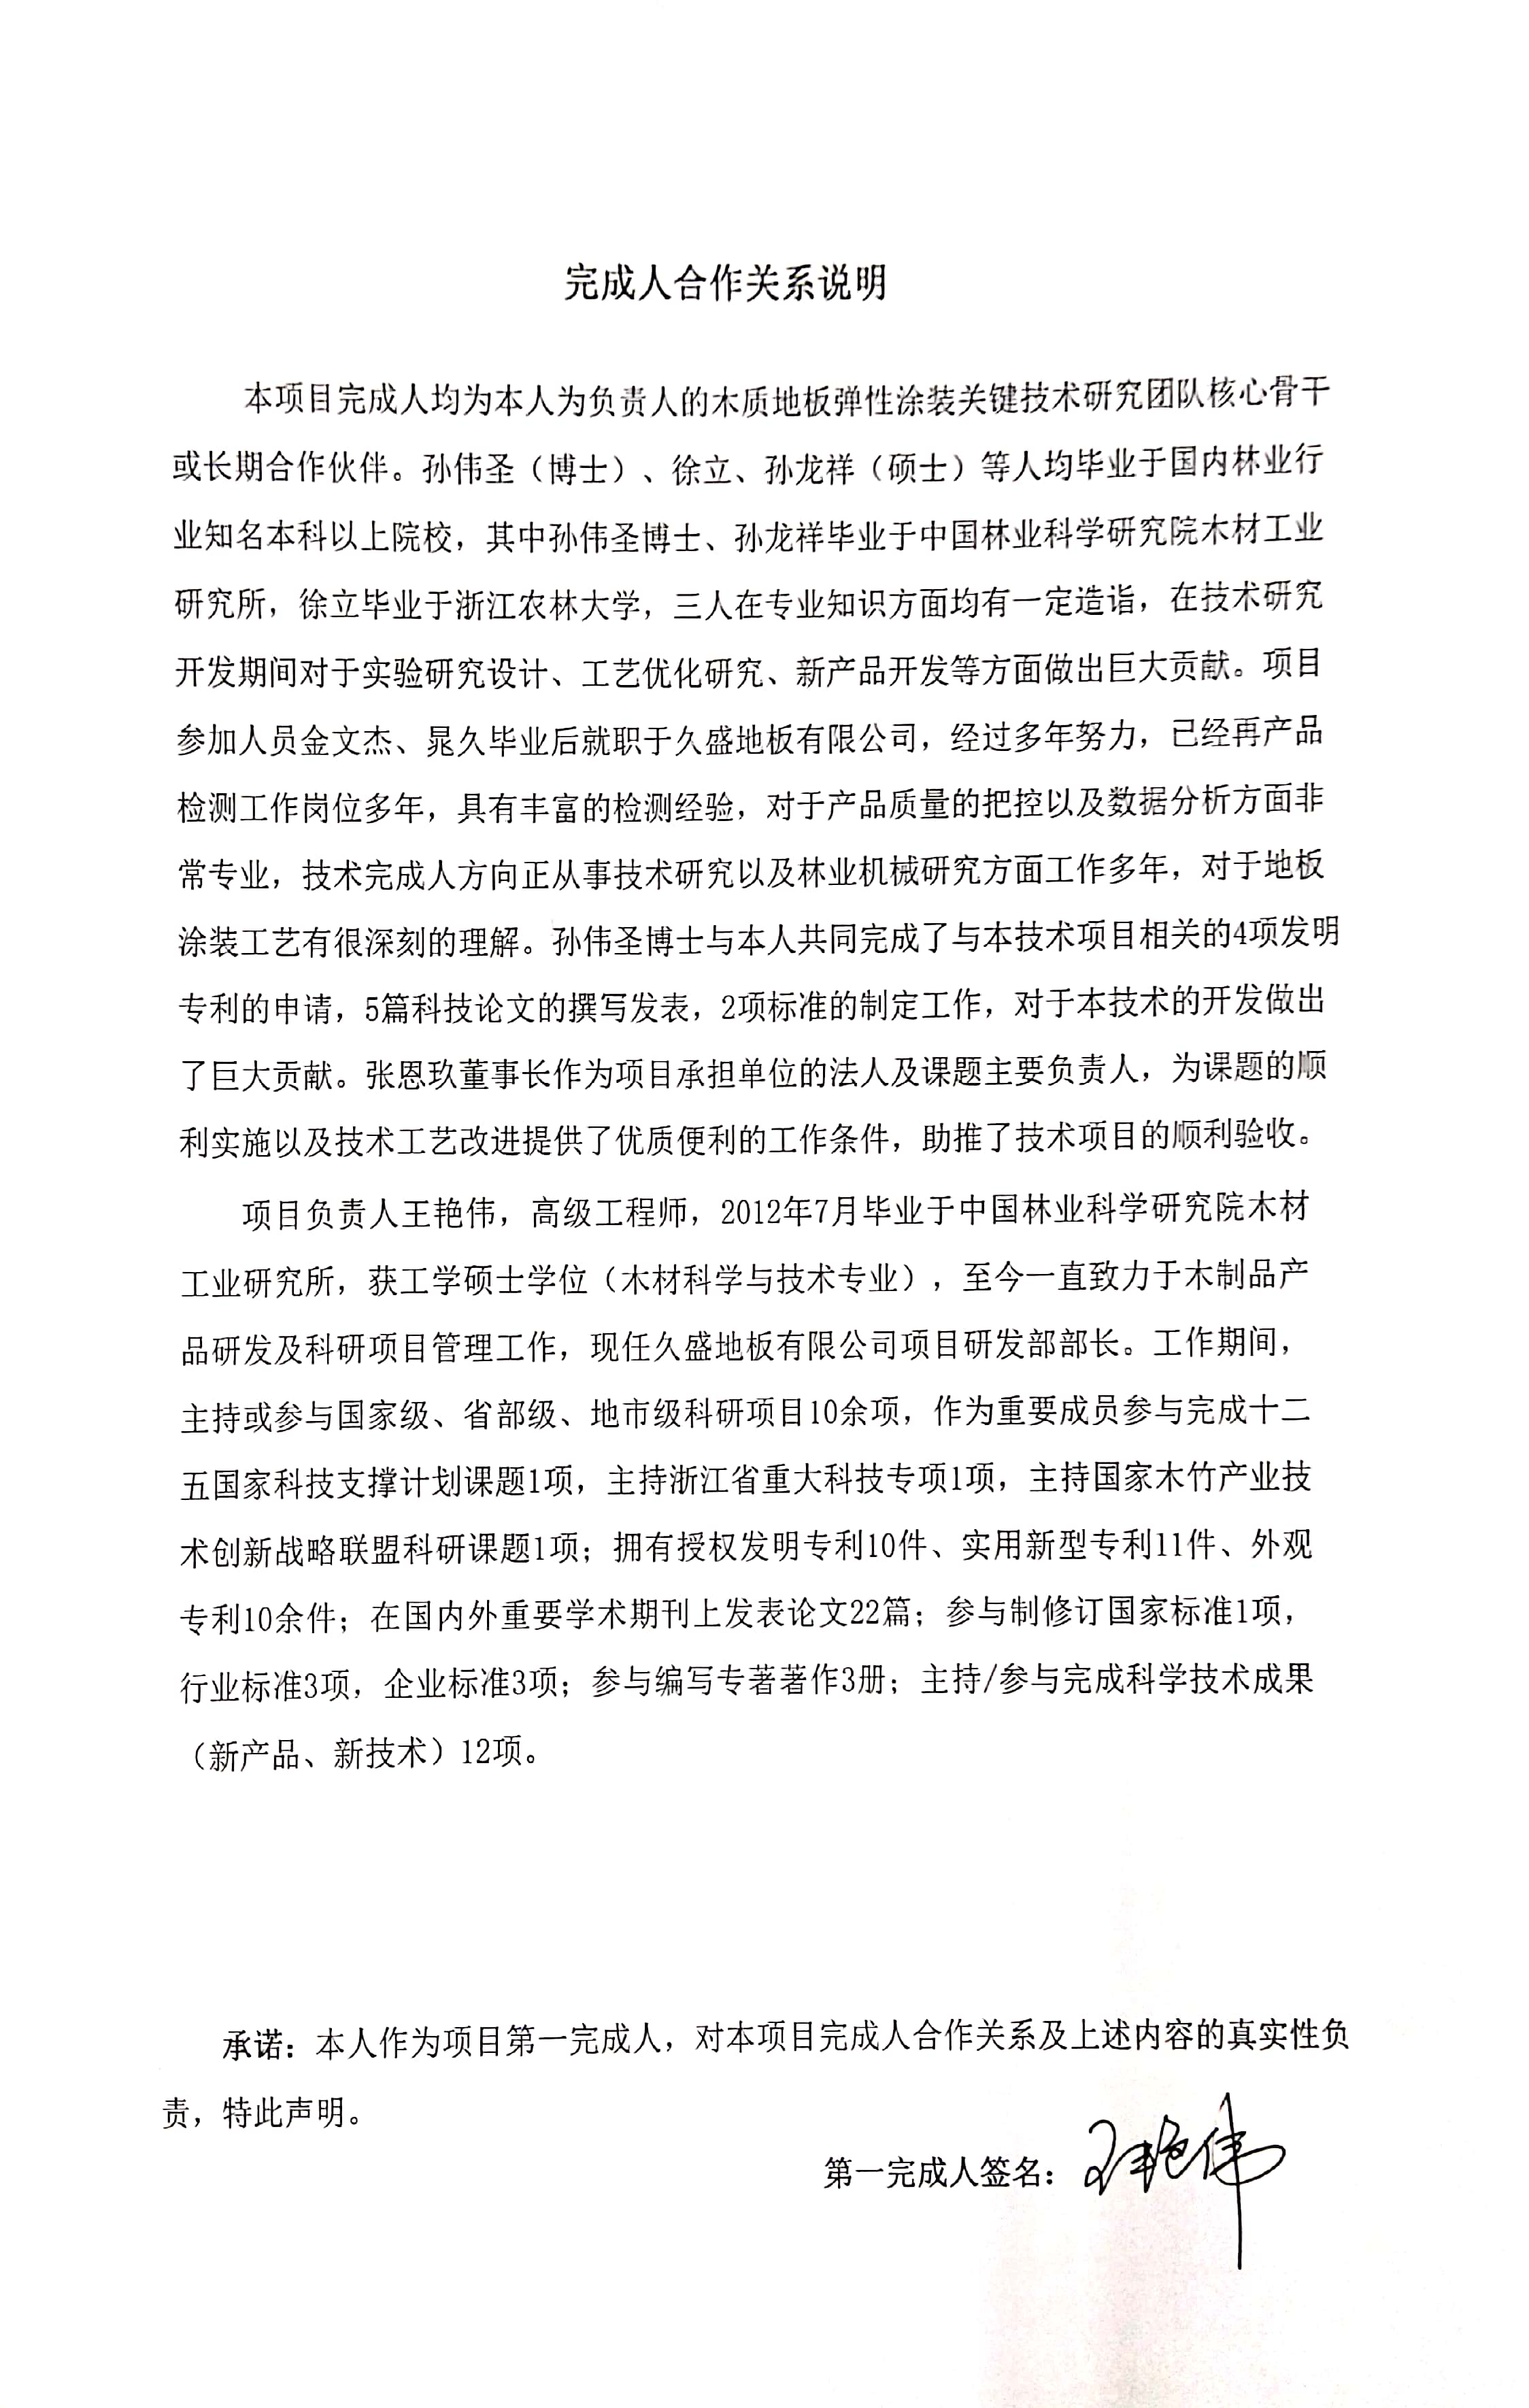 完成人合作关系说明
本项目完成人均为本人为负责人的木质地板弹性涂装关键技术研究团队核心骨干
或长期合作伙伴。孙伟圣（博士）、徐立、孙龙祥（硕士）等人均毕业于国内林业行
业知名本科以上院校，其中孙伟圣博士、孙龙祥毕业于中国林业科学研究院木材工业
研究所，徐立毕业于浙江农林大学，三人在专业知识方面均有一定造诣，在技术研究
开发期间对于实验研究设计、工艺优化研究、新产品开发等方面做出巨大贡献。项目
参加人员金文杰、晁久毕业后就职于久盛地板有限公司，经过多年努力，已经再产品
检测工作岗位多年，具有丰富的检测经验，对于产品质量的把控以及数据分析方面非
常专业，技术完成人方向正从事技术研究以及林业机械研究方面工作多年，对于地板
涂装工艺有很深刻的理解。孙伟圣博士与本人共同完成了与本技术项目相关的4项发明
专利的申请，5篇科技论文的撰写发表，2项标准的制定工作，对于本技术的开发做出
了巨大贡献。张恩玖董事长作为项目承担单位的法人及课题主要负责人，为课题的顺
利实施以及技术工艺改进提供了优质便利的工作条件，助推了技术项目的顺利验收。
项目负责人王艳伟，高级工程师，2012年7月毕业于中国林业科学研究院木材
工业研究所，获工学硕士学位（木材科学与技术专业），至今一直致力于木制品产
品研发及科研项目管理工作，现任久盛地板有限公司项目研发部部长。工作期间，
主持或参与国家级、省部级、地市级科研项目10余项，作为重要成员参与完成十二
五国家科技支撑计划课题1项，主持浙江省重大科技专项1项，主持国家木竹产业技
术创新战略联盟科研课题1项；拥有授权发明专利10件、实用新型专利11件、外观
专利10余件；在国内外重要学术期刊上发表论文22篇；参与制修订国家标准1项，
行业标准3项，企业标准3项；参与编写专著著作3册；主持/参与完成科学技术成果
（新产品、新技术）12项。
承诺：本人作为项目第一完成人，对本项目完成人合作关系及上述内容的真实性负
责，特此声明。
第一完成人签名：王艳伟